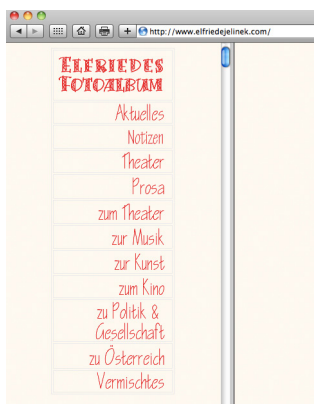 http://www.elfriedejelinek.com/
ELFRIEDES
FOTOALBUM
Aktuelles
Notizen
Theater
Prosa
zum Theater
zur Musik
zur Kunst
zum Kino
zu Politik &
Gesellschaft
zu Österreich
Vermischtes